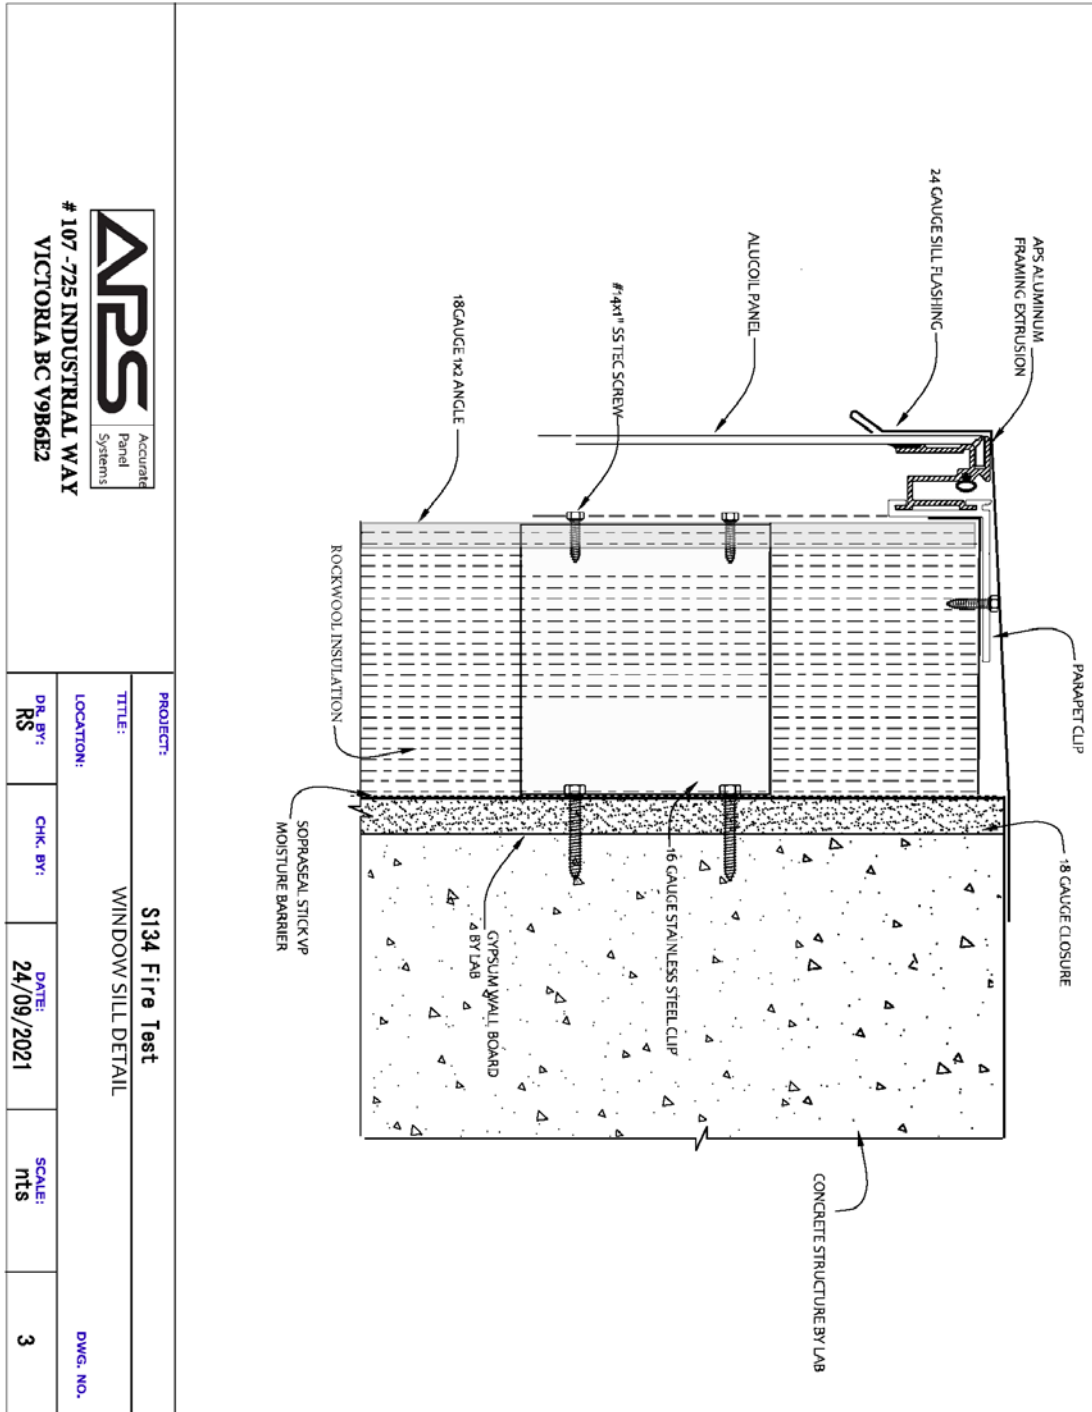 APS ALUMINUM
FRAMING EXTRUSION
24 GAUGE SILL FLASHING
ALUCOIL PANEL
#14x1" SS TEC SCREW
18GAUGE 1x2 ANGLE
PARAPET CLIP
18 GAUGE CLOSURE
ROCKWOOL INSULATION
16 GAUGE STAINLESS STEEL CLIP
GYPSUM WALL BOARD
BY LAB
SOPRASEAL STICK VP
MOISTURE BARRIER
CONCRETE STRUCTURE BY LAB
APS
Accurate
Panel
Systems
# 107 -725 INDUSTRIAL WAY
VICTORIA BC V9B6E2
PROJECT:
S134 Fire Test
TITLE:
WINDOW SILL DETAIL
LOCATION:
DWG. NO.
DR. BY:
RS
CHK. BY:
DATE:
24/09/2021
SCALE:
nts
3